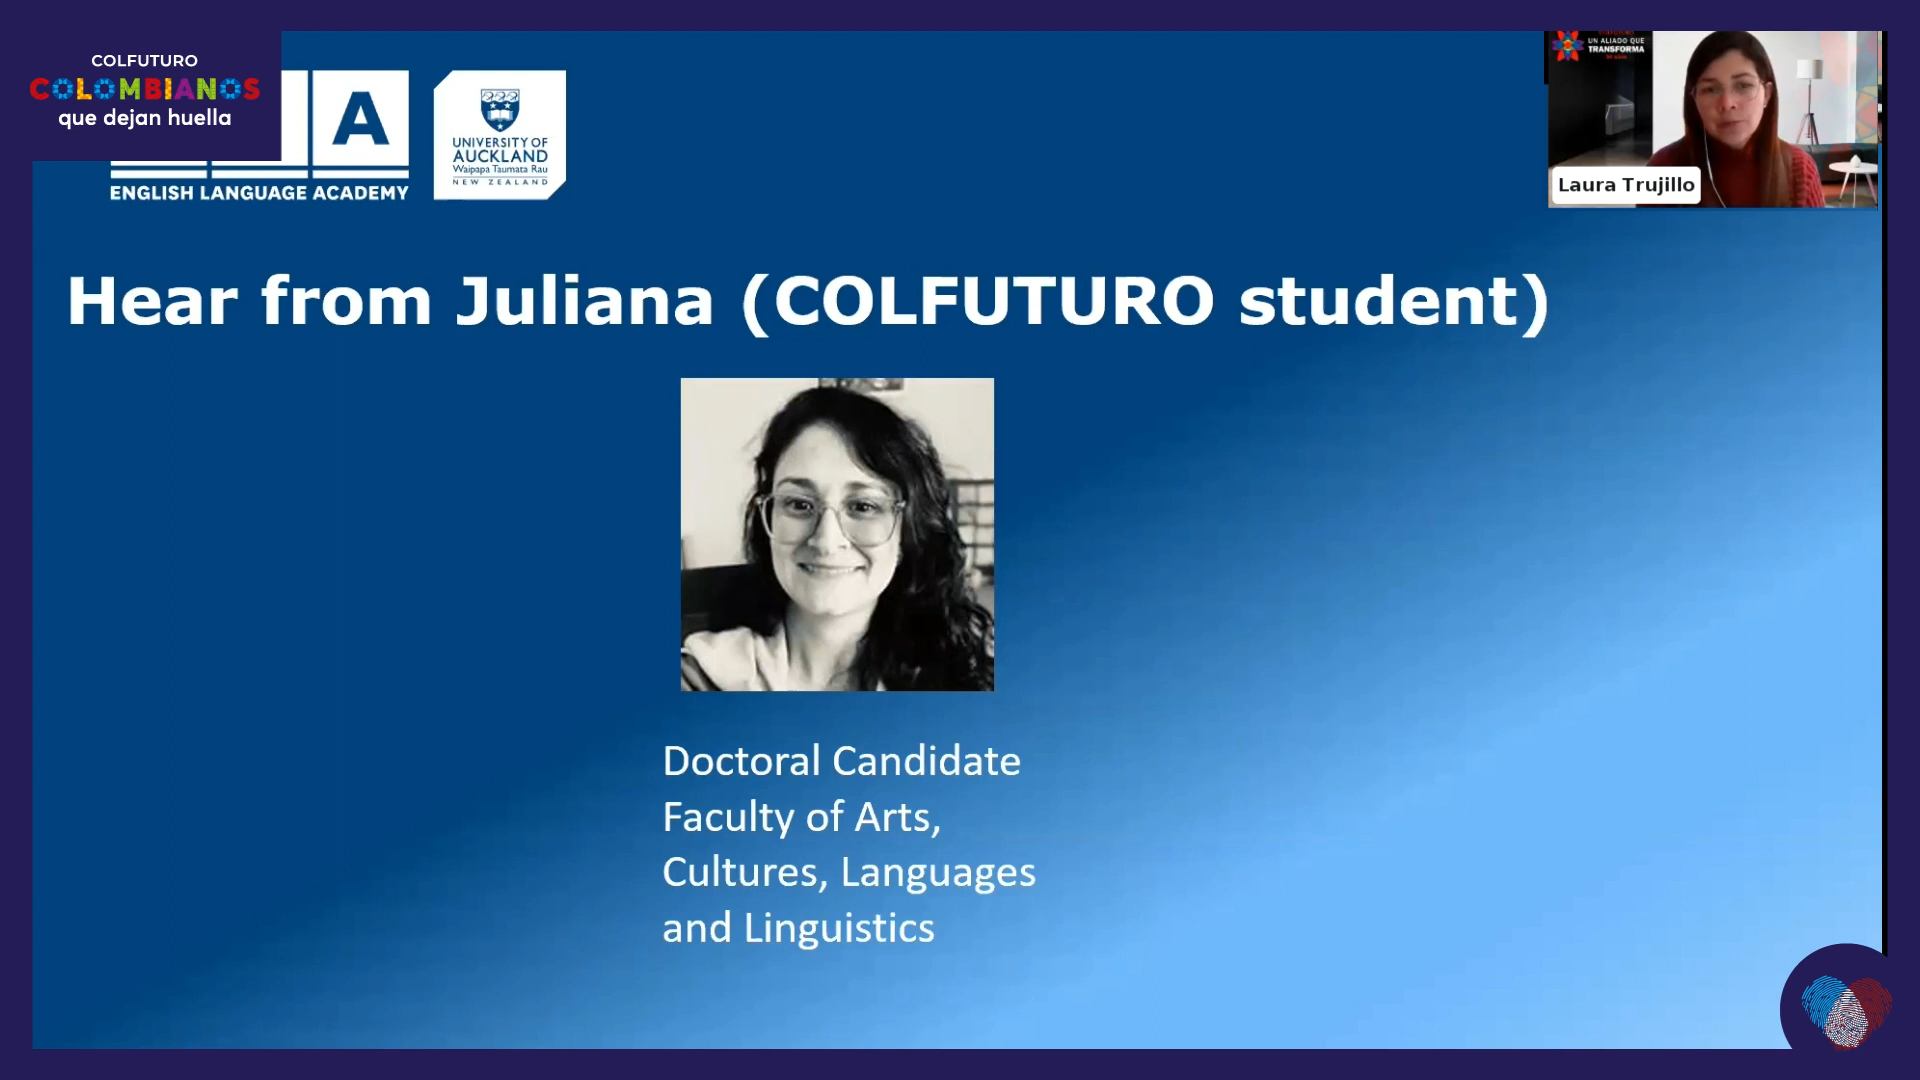 COLFUTURO
COLOMBIANOS
que dejan huella
A
ENGLISH LANGUAGE ACADEMY
UNIVERSITY OF
AUCKLAND
Waipapa Taumata Rau
NEW ZEALAND
UN ALIADO QUE
TRANSFORMA
Laura Trujillo
Hear from Juliana (COLFUTURO student)
Doctoral Candidate
Faculty of Arts,
Cultures, Languages
and Linguistics